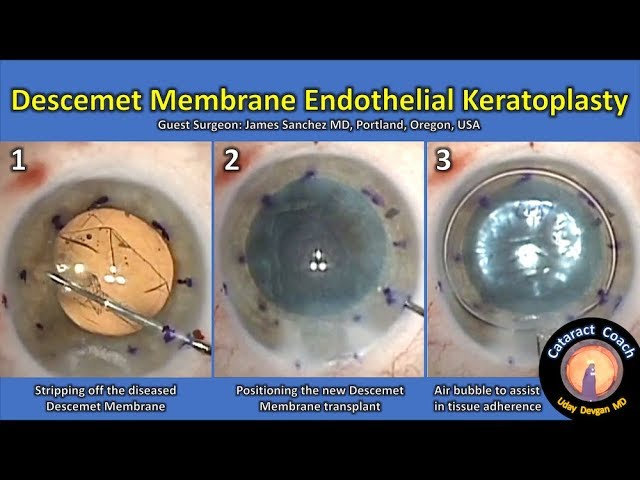 Descemet Membrane Endothelial Keratoplasty
Guest Surgeon: James Sanchez MD, Portland, Oregon, USA
1
2
3
Stripping off the diseased
Descemet Membrane
Positioning the new Descemet
Membrane transplant
Air bubble to assist
in tissue adherence
Cataract Coach
Uday Devgan MD